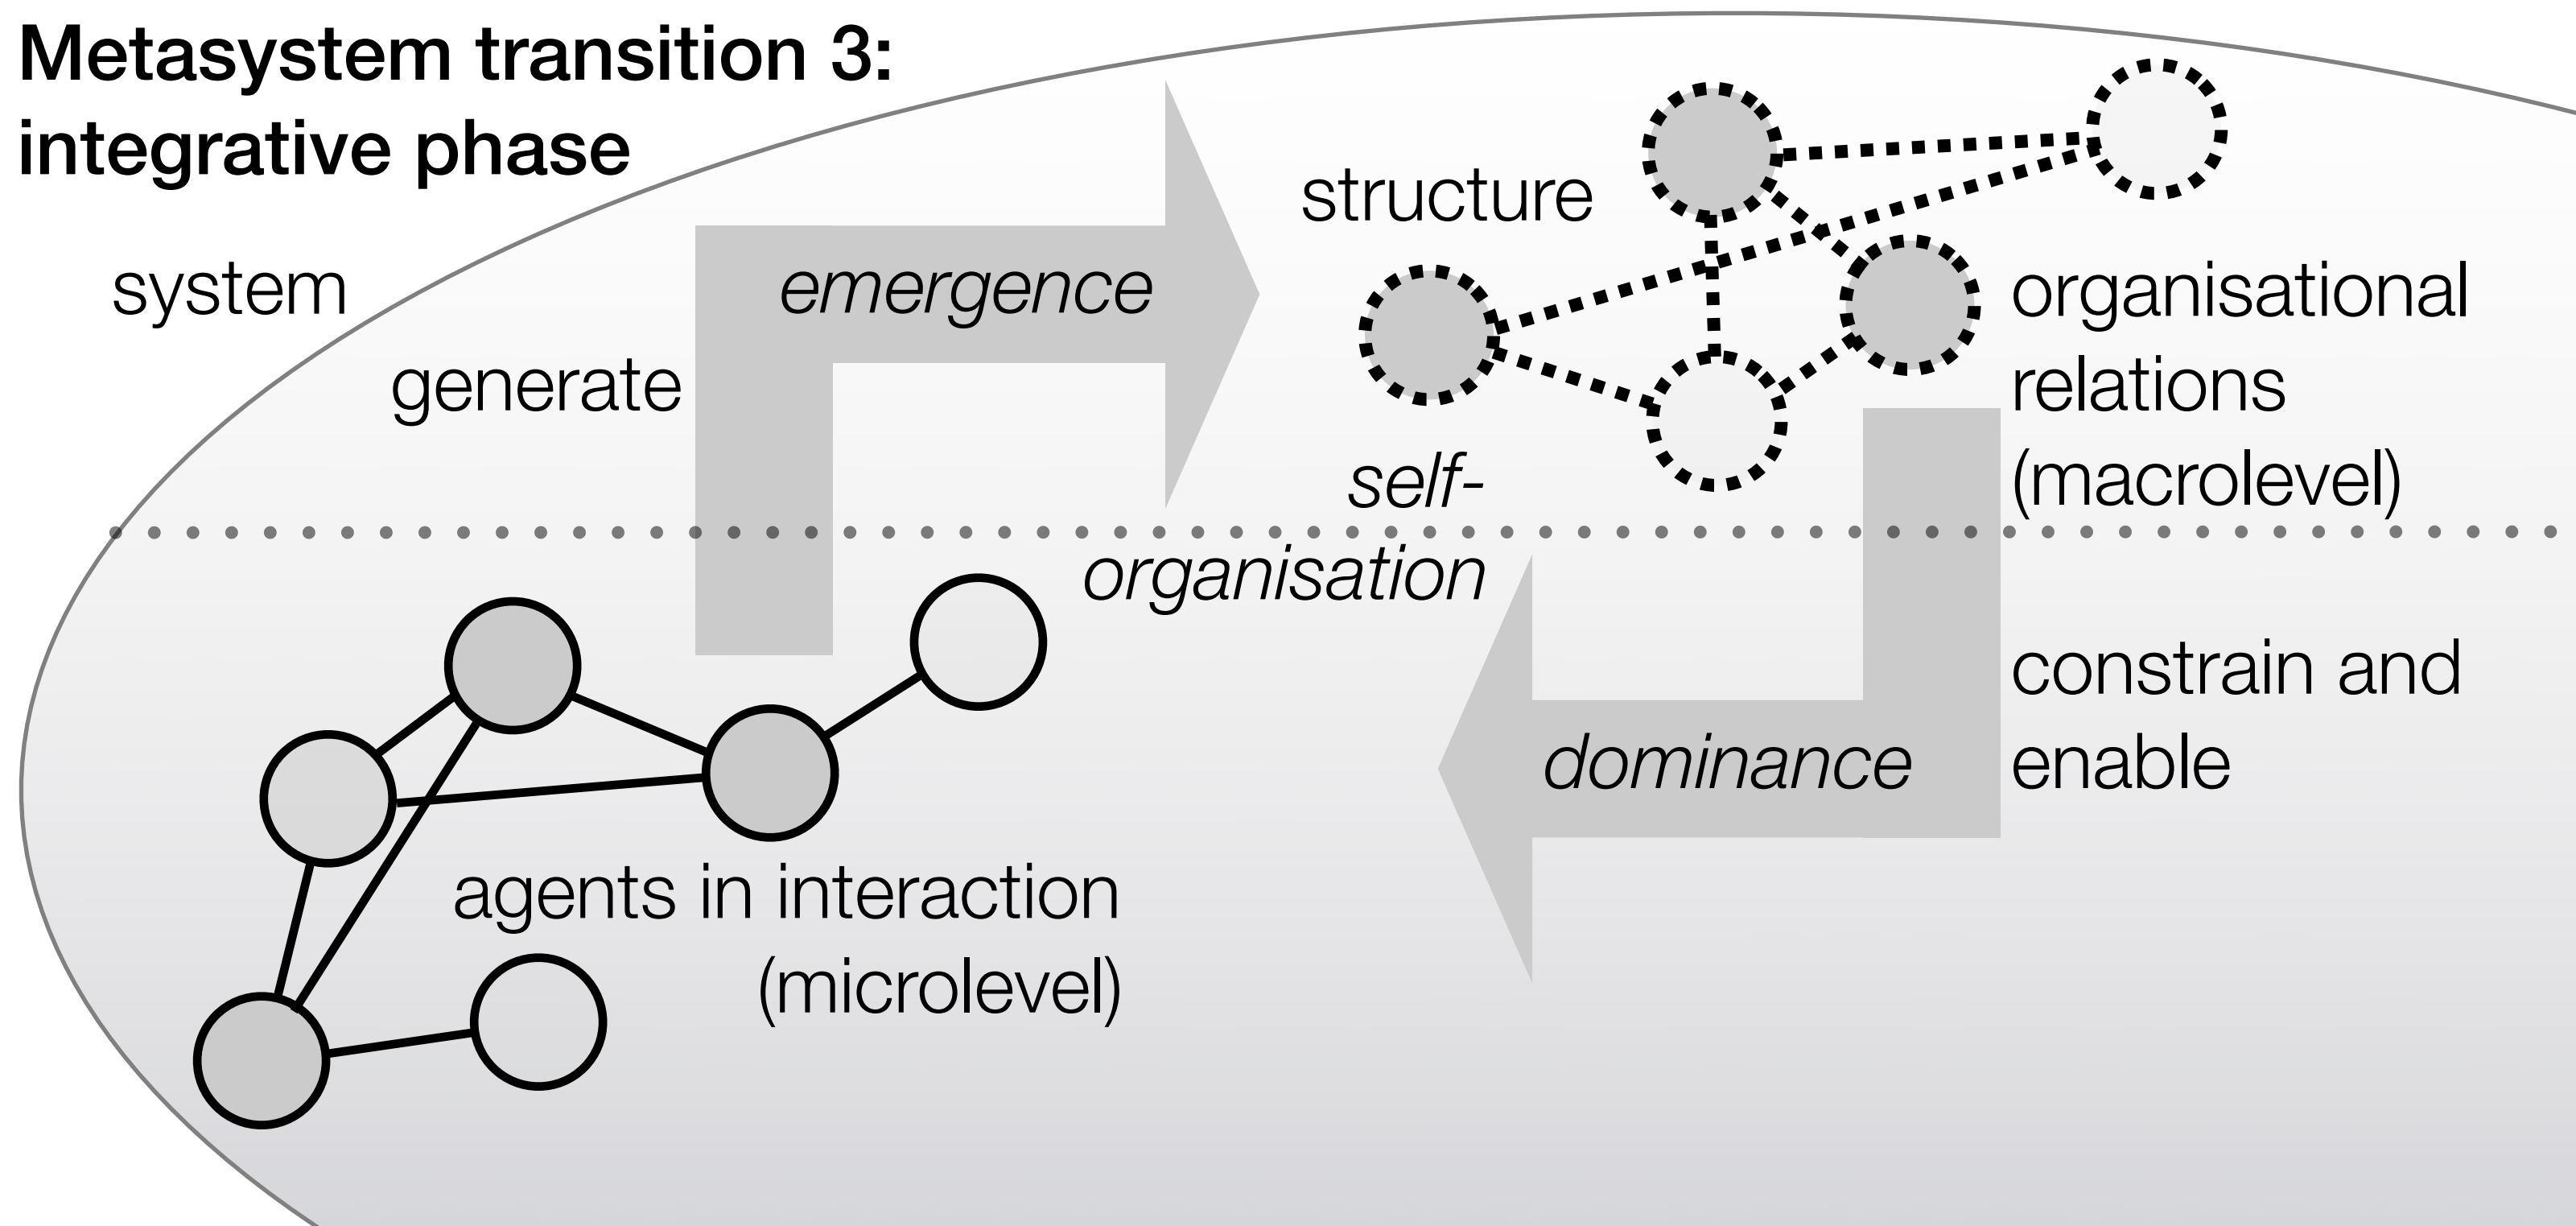 Metasystem transition 3:
integrative phase
system
generate
emergence
structure
organisational
relations
(macrolevel)
self-
organisation
constrain and
enable
dominance
agents in interaction
(microlevel)